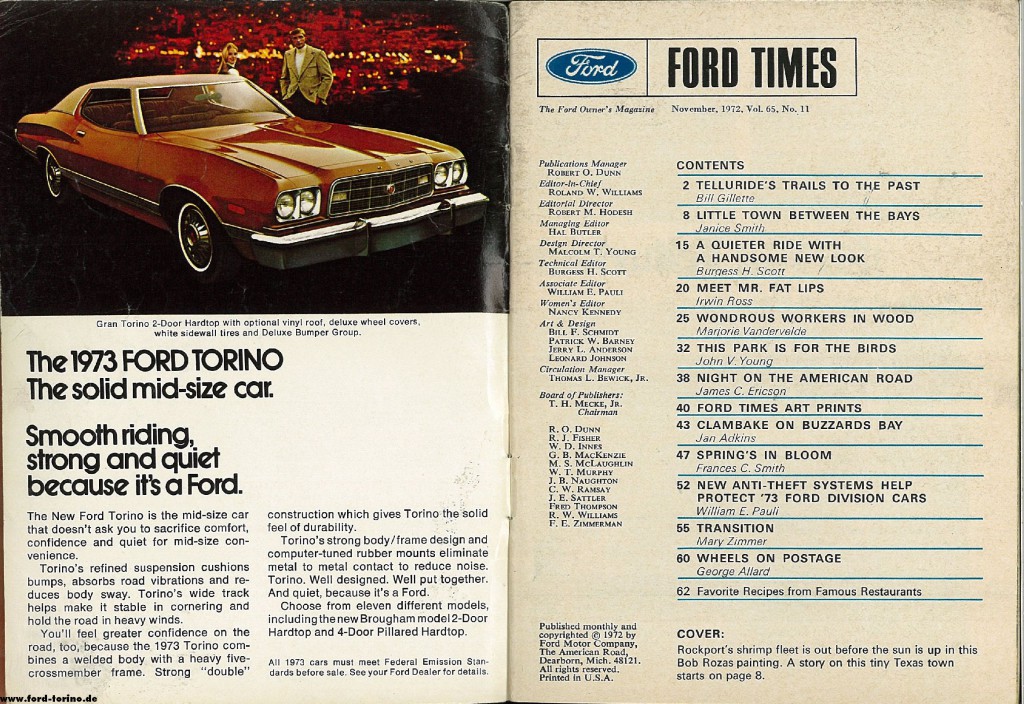 Gran Torino 2-Door Hardtop with optional vinyl roof, deluxe wheel covers,
white sidewall tires and Deluxe Bumper Group.
The 1973 FORD TORINO
The solid mid-size car.
Smooth riding,
strong and quiet
because it's a Ford.
The New Ford Torino is the mid-size car
that doesn't ask you to sacrifice comfort,
confidence and quiet for mid-size con-
venience.
Torino's refined suspension cushions
bumps, absorbs road vibrations and re-
duces body sway. Torino's wide track
helps make it stable in cornering and
hold the road in heavy winds.
You'll feel greater confidence on the
road, too, because the 1973 Torino com-
bines a welded body with a heavy five-
crossmember frame. Strong "double"
construction which gives Torino the solid
feel of durability.
Torino's strong body/frame design and
computer-tuned rubber mounts eliminate
metal to metal contact to reduce noise.
Torino. Well designed. Well put together.
And quiet, because it's a Ford.
Choose from eleven different models,
including the new Brougham model 2-Door
Hardtop and 4-Door Pillared Hardtop.
All 1973 cars must meet Federal Emission Stan-
dards before sale. See your Ford Dealer for details.
www.ford-torino.de
Ford
FORD TIMES
The Ford Owner's Magazine November, 1972, Vol. 65, No. 11
Publications Manager
ROBERT O. DUNN
Editor-in-Chief
ROLAND W. WILLIAMS
Editorial Director
ROBERT M. HODESH
Managing Editor
HAL BUTLER
Design Director
MALCOLM T. YOUNG
Technical Editor
BURGESS H. SCOTT
Associate Editor
WILLIAM E. PAULI
Women's Editor
NANCY KENNEDY
Art & Design
BILL F. SCHMIDT
PATRICK W. BARNEY
JERRY L. ANDERSON
LEONARD JOHNSON
Circulation Manager
THOMAS L. BEWICK, JR.
Board of Publishers:
T. H. MECKE, JR.
Chairman
R. O. DUNN
R. J. FISHER
W. D. INNES
G. B. MACKENZIE
M. S. MCLAUGHLIN
W. T. MURPHY
J. B. NAUGHTON
C. W. RAMSAY
J. E. SATTLER
FRED THOMPSON
R. W. WILLIAMS
F. E. ZIMMERMAN
Published monthly and
copyrighted © 1972 by
Ford Motor Company,
The American Road,
Dearborn, Mich. 48121.
All rights reserved.
Printed in U.S.A.
CONTENTS
2 TELLURIDE'S TRAILS TO THE PAST
Bill Gillette
8 LITTLE TOWN BETWEEN THE BAYS
Janice Smith
15 A QUIETER RIDE WITH
A HANDSOME NEW LOOK
Burgess H. Scott
20 MEET MR. FAT LIPS
Irwin Ross
25 WONDROUS WORKERS IN WOOD
Marjorie Vandervelde
32 THIS PARK IS FOR THE BIRDS
John V. Young
38 NIGHT ON THE AMERICAN ROAD
James C. Ericson
40 FORD TIMES ART PRINTS
43 CLAMBAKE ON BUZZARDS BAY
Jan Adkins
47 SPRING'S IN BLOOM
Frances C. Smith
52 NEW ANTI-THEFT SYSTEMS HELP
PROTECT '73 FORD DIVISION CARS
William E. Pauli
55 TRANSITION
Mary Zimmer
60 WHEELS ON POSTAGE
George Allard
62 Favorite Recipes from Famous Restaurants
COVER:
Rockport's shrimp fleet is out before the sun is up in this
Bob Rozas painting. A story on this tiny Texas town
starts on page 8.